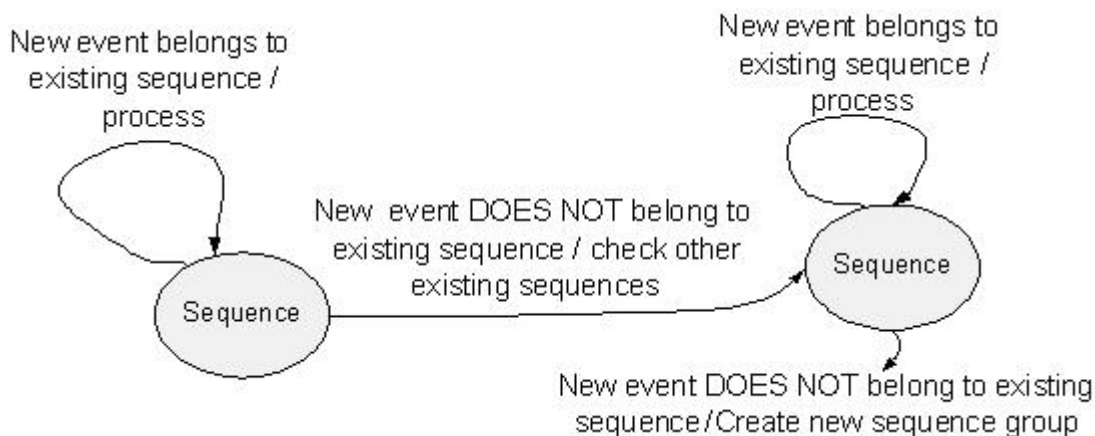 New event belongs to
existing sequence /
process
New event belongs to
existing sequence /
process
New event DOES NOT belong to
existing sequence / check other
existing sequences
Sequence
Sequence
New event DOES NOT belong to existing
sequence/Create new sequence group